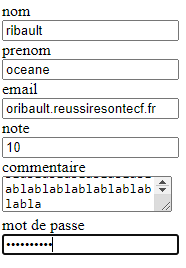 nom
ribault
prenom
oceane
email
oribault.reussiresontecf.fr
note
10
commentaire
ablablablablablablab
labla
mot de passe
••••••••••